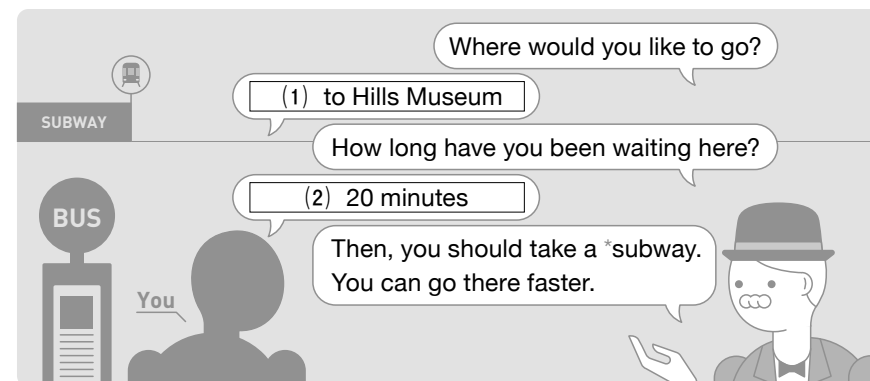 Where would you like to go?
(1) to Hills Museum
SUBWAY
How long have you been waiting here?
(2) 20 minutes
BUS
Then, you should take a *subway.
You can go there faster.
You